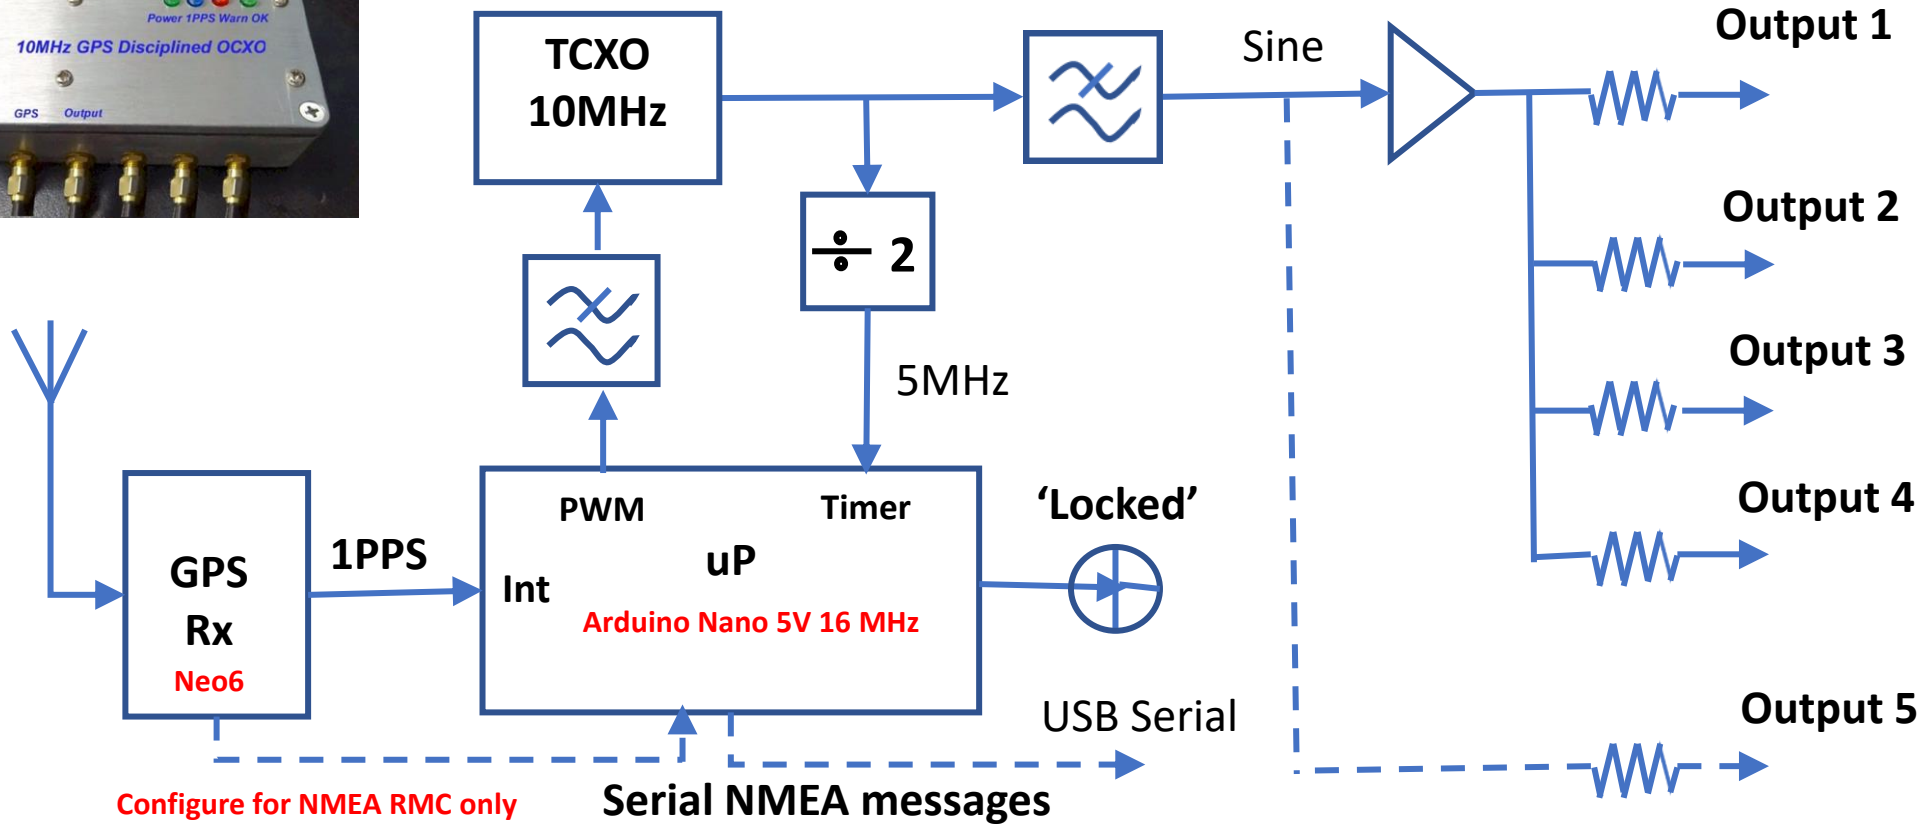 Power 1PPS Warn OK
10MHz GPS Disciplined OCXO
GPS Output
TCXO
10MHz
Sine
Output 1
÷ 2
Output 2
5MHz
Output 3
PWM
Timer
'Locked'
Output 4
GPS
Rx
Neo6
1PPS
Int
uP
Arduino Nano 5V 16 MHz
USB Serial
Output 5
Configure for NMEA RMC only
Serial NMEA messages